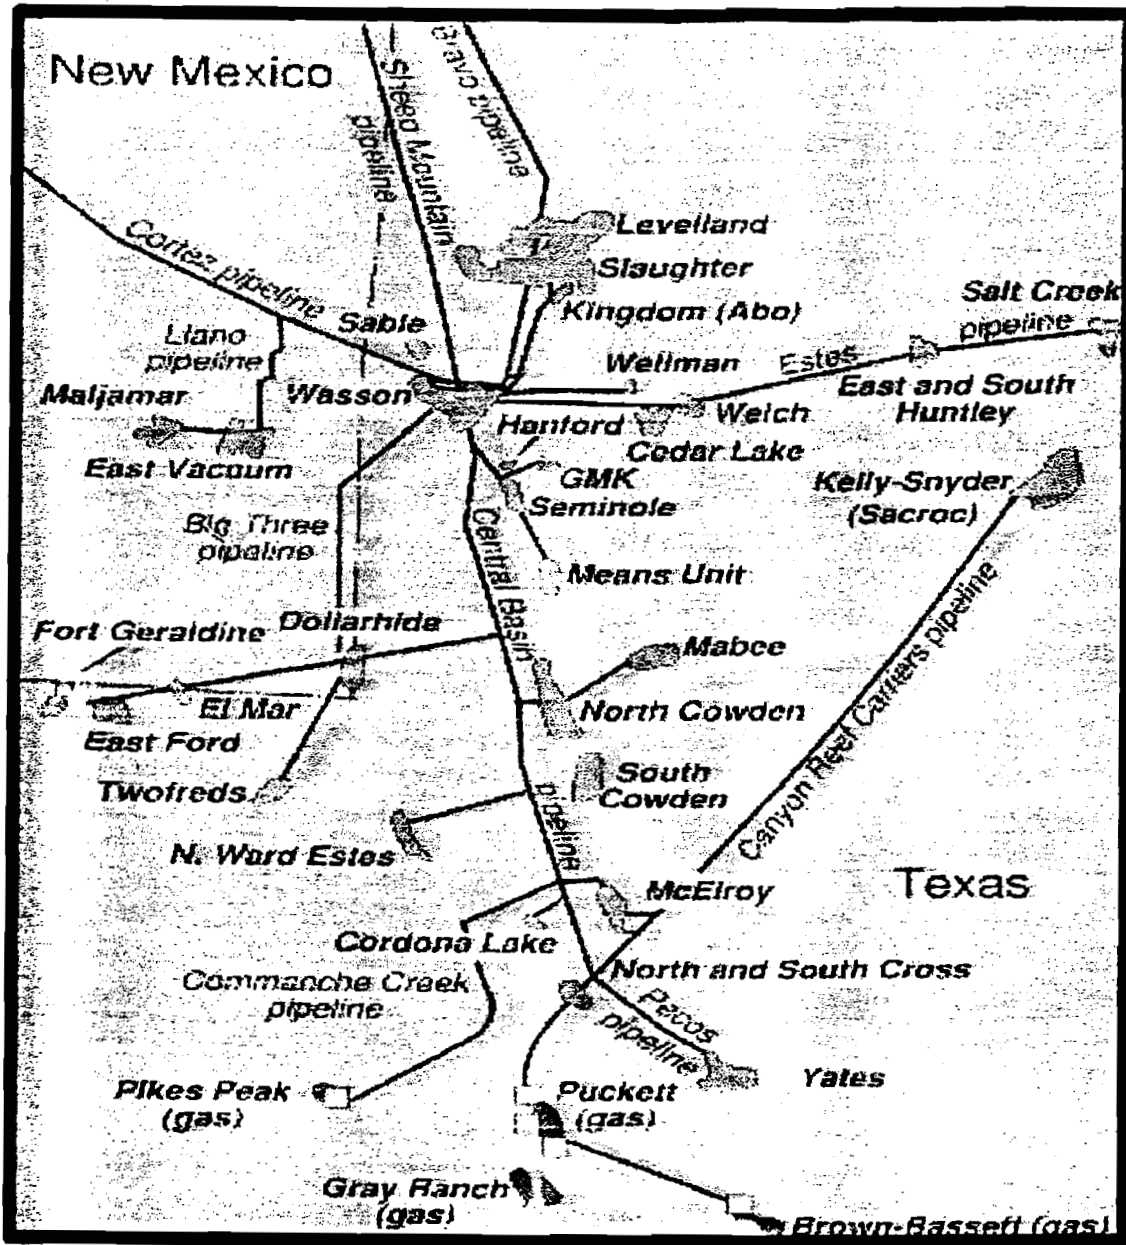 New Mexico
Sheep Mountain
pipeline
Bravo pipeline
Cortez pipeline
Levelland
Slaughter
Kingdom (Abo)
Salt Creek
pipeline
Llano
pipeline
Sable
Wellman
Estes
Maljamar
Wasson
East and South
Huntley
Welch
Hanford
Cedar Lake
East Vacuum
GMK
Seminole
Kelly-Snyder
(Sacroc)
Big Three
pipeline
Central Basin
pipeline
Means Unit
Canyon Reef Carriers pipeline
Fort Geraldine
Dollarhide
Mabee
El Mar
North Cowden
East Ford
South
Cowden
Twofreds
N. Ward Estes
McElroy
Texas
Cordona Lake
North and South Cross
Commanche Creek
pipeline
Pecos
pipeline
Pikes Peak
(gas)
Puckett
(gas)
Yates
Gray Ranch
(gas)
Brown-Bassett (gas)